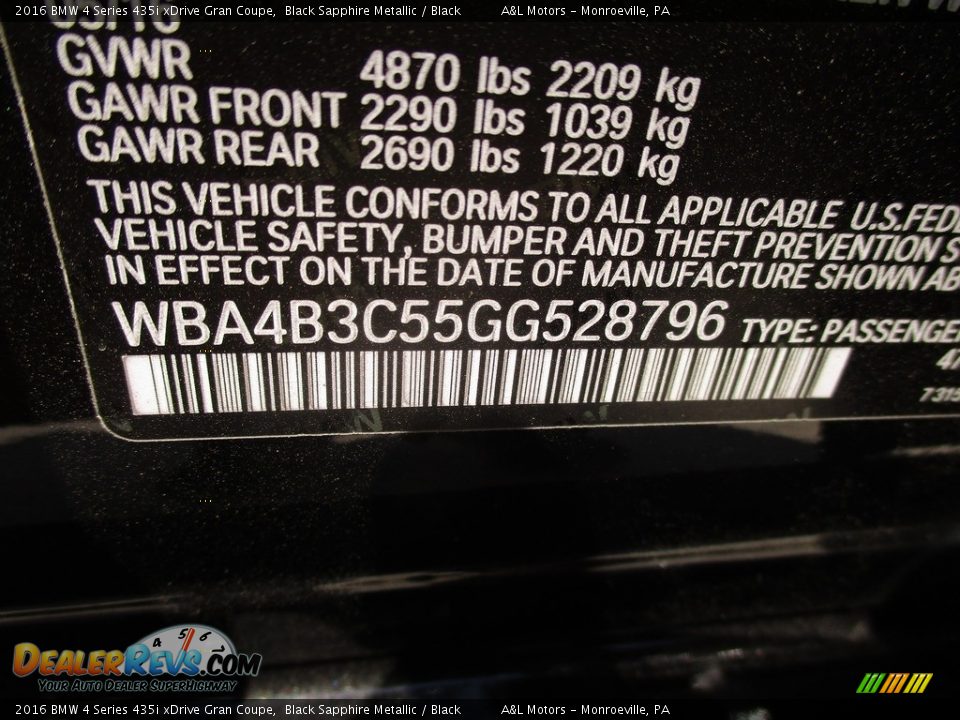 2016 BMW 4 Series 435i xDrive Gran Coupe, Black Sapphire Metallic / Black A&L Motors - Monroeville, PA
GVWR 4870 lbs 2209 kg
GAWR FRONT 2290 lbs 1039 kg
GAWR REAR 2690 lbs 1220 kg
THIS VEHICLE CONFORMS TO ALL APPLICABLE U.S.FED
VEHICLE SAFETY, BUMPER AND THEFT PREVENTION S
IN EFFECT ON THE DATE OF MANUFACTURE SHOWN AB
WBA4B3C55GG528796 TYPE: PASSENGE
4 5 6
DEALERREVS.COM
YOUR AUTO DEALER SUPERHIGHWAY
2016 BMW 4 Series 435i xDrive Gran Coupe, Black Sapphire Metallic / Black A&L Motors - Monroeville, PA